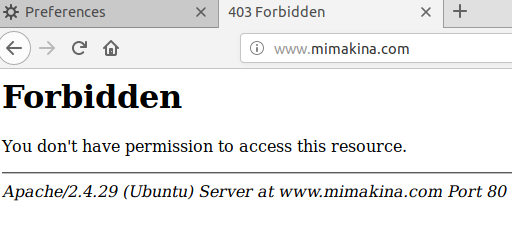 Preferences
403 Forbidden
www.mimakina.com
Forbidden
You don't have permission to access this resource.
Apache/2.4.29 (Ubuntu) Server at www.mimakina.com Port 80